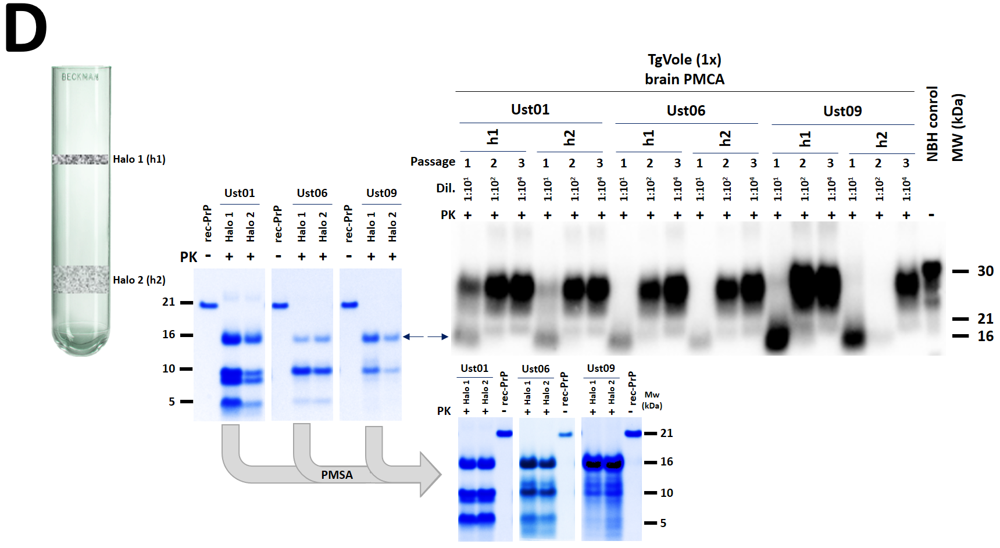 D
BECKMAN
Halo 1 (h1)
Halo 2 (h2)
Ust01 Ust06 Ust09
rec-PrP Halo 1 Halo 2 rec-PrP Halo 1 Halo 2 rec-PrP Halo 1 Halo 2
PK - + + - + + - + +
21
16
10
5
PMSA
TgVole (1x)
brain PMCA
Ust01 Ust06 Ust09
h1 h2 h1 h2 h1 h2
NBH conrol
MW (kDa)
Passage 1 2 3 1 2 3 1 2 3 1 2 3 1 2 3 1 2 3
Dil. 1:10¹ 1:10² 1:10⁴ 1:10¹ 1:10² 1:10⁴ 1:10¹ 1:10² 1:10⁴ 1:10¹ 1:10² 1:10⁴ 1:10¹ 1:10² 1:10⁴ 1:10¹ 1:10² 1:10⁴
PK + + + + + + + + + + + + + + + + + + -
30
21
16
Ust01 Ust06 Ust09
Halo 1 Halo 2 rec-PrP Halo 1 Halo 2 rec-PrP Halo 1 Halo 2 rec-PrP
Mw
(kDa)
PK + + - + + - + + -
21
16
10
5